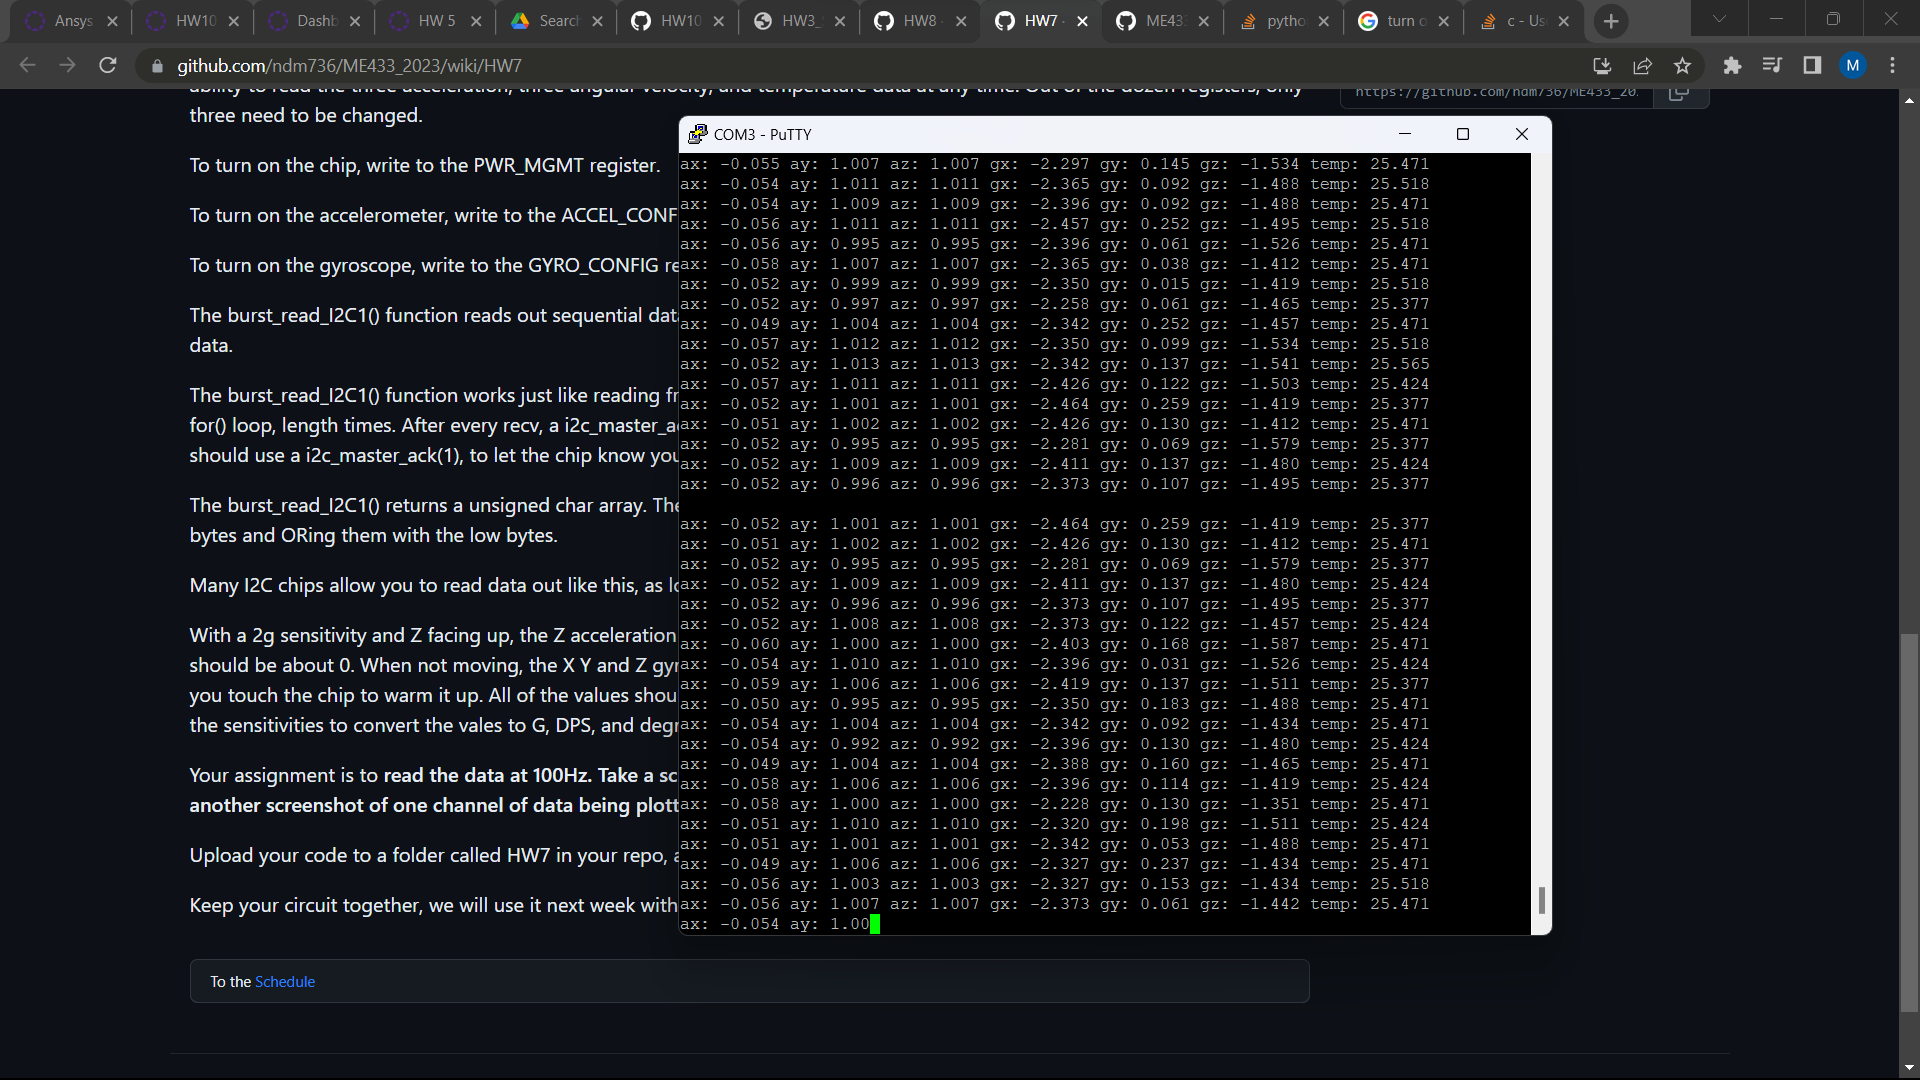 Ansys
HW10
Dashb
HW 5
Search
HW10
HW3_
HW8
HW7
ME433
pytho
turn o
c - Us
github.com/ndm736/ME433_2023/wiki/HW7
M
ability to read the three acceleration, three angular velocity, and temperature data at any time. Out of the dozen registers, only
https://github.com/ndm736/ME433_20
three need to be changed.
To turn on the chip, write to the PWR_MGMT register.
To turn on the accelerometer, write to the ACCEL_CONF
To turn on the gyroscope, write to the GYRO_CONFIG re
The burst_read_I2C1() function reads out sequential dat
data.
The burst_read_I2C1() function works just like reading fr
for() loop, length times. After every recv, a i2c_master_a
should use a i2c_master_ack(1), to let the chip know you
The burst_read_I2C1() returns a unsigned char array. The
bytes and ORing them with the low bytes.
Many I2C chips allow you to read data out like this, as lo
With a 2g sensitivity and Z facing up, the Z acceleration
should be about 0. When not moving, the X Y and Z gyr
you touch the chip to warm it up. All of the values shou
the sensitivities to convert the vales to G, DPS, and degr
Your assignment is to read the data at 100Hz. Take a sc
another screenshot of one channel of data being plott
Upload your code to a folder called HW7 in your repo, a
Keep your circuit together, we will use it next week with
To the Schedule
COM3 - PuTTY
ax: -0.055 ay: 1.007 az: 1.007 gx: -2.297 gy: 0.145 gz: -1.534 temp: 25.471
ax: -0.054 ay: 1.011 az: 1.011 gx: -2.365 gy: 0.092 gz: -1.488 temp: 25.518
ax: -0.054 ay: 1.009 az: 1.009 gx: -2.396 gy: 0.092 gz: -1.488 temp: 25.471
ax: -0.056 ay: 1.011 az: 1.011 gx: -2.457 gy: 0.252 gz: -1.495 temp: 25.518
ax: -0.056 ay: 0.995 az: 0.995 gx: -2.396 gy: 0.061 gz: -1.526 temp: 25.471
ax: -0.058 ay: 1.007 az: 1.007 gx: -2.365 gy: 0.038 gz: -1.412 temp: 25.471
ax: -0.052 ay: 0.999 az: 0.999 gx: -2.350 gy: 0.015 gz: -1.419 temp: 25.518
ax: -0.052 ay: 0.997 az: 0.997 gx: -2.258 gy: 0.061 gz: -1.465 temp: 25.377
ax: -0.049 ay: 1.004 az: 1.004 gx: -2.342 gy: 0.252 gz: -1.457 temp: 25.471
ax: -0.057 ay: 1.012 az: 1.012 gx: -2.350 gy: 0.099 gz: -1.534 temp: 25.518
ax: -0.052 ay: 1.013 az: 1.013 gx: -2.342 gy: 0.137 gz: -1.541 temp: 25.565
ax: -0.057 ay: 1.011 az: 1.011 gx: -2.426 gy: 0.122 gz: -1.503 temp: 25.424
ax: -0.052 ay: 1.001 az: 1.001 gx: -2.464 gy: 0.259 gz: -1.419 temp: 25.377
ax: -0.051 ay: 1.002 az: 1.002 gx: -2.426 gy: 0.130 gz: -1.412 temp: 25.471
ax: -0.052 ay: 0.995 az: 0.995 gx: -2.281 gy: 0.069 gz: -1.579 temp: 25.377
ax: -0.052 ay: 1.009 az: 1.009 gx: -2.411 gy: 0.137 gz: -1.480 temp: 25.424
ax: -0.052 ay: 0.996 az: 0.996 gx: -2.373 gy: 0.107 gz: -1.495 temp: 25.377
ax: -0.052 ay: 1.001 az: 1.001 gx: -2.464 gy: 0.259 gz: -1.419 temp: 25.377
ax: -0.051 ay: 1.002 az: 1.002 gx: -2.426 gy: 0.130 gz: -1.412 temp: 25.471
ax: -0.052 ay: 0.995 az: 0.995 gx: -2.281 gy: 0.069 gz: -1.579 temp: 25.377
ax: -0.052 ay: 1.009 az: 1.009 gx: -2.411 gy: 0.137 gz: -1.480 temp: 25.424
ax: -0.052 ay: 0.996 az: 0.996 gx: -2.373 gy: 0.107 gz: -1.495 temp: 25.377
ax: -0.052 ay: 1.008 az: 1.008 gx: -2.373 gy: 0.122 gz: -1.457 temp: 25.424
ax: -0.060 ay: 1.000 az: 1.000 gx: -2.403 gy: 0.168 gz: -1.587 temp: 25.471
ax: -0.054 ay: 1.010 az: 1.010 gx: -2.396 gy: 0.031 gz: -1.526 temp: 25.424
ax: -0.059 ay: 1.006 az: 1.006 gx: -2.419 gy: 0.137 gz: -1.511 temp: 25.377
ax: -0.050 ay: 0.995 az: 0.995 gx: -2.350 gy: 0.183 gz: -1.488 temp: 25.471
ax: -0.054 ay: 1.004 az: 1.004 gx: -2.342 gy: 0.092 gz: -1.434 temp: 25.471
ax: -0.054 ay: 0.992 az: 0.992 gx: -2.396 gy: 0.130 gz: -1.480 temp: 25.424
ax: -0.049 ay: 1.004 az: 1.004 gx: -2.388 gy: 0.160 gz: -1.465 temp: 25.471
ax: -0.058 ay: 1.006 az: 1.006 gx: -2.396 gy: 0.114 gz: -1.419 temp: 25.424
ax: -0.058 ay: 1.000 az: 1.000 gx: -2.228 gy: 0.130 gz: -1.351 temp: 25.471
ax: -0.051 ay: 1.010 az: 1.010 gx: -2.320 gy: 0.198 gz: -1.511 temp: 25.424
ax: -0.051 ay: 1.001 az: 1.001 gx: -2.342 gy: 0.053 gz: -1.488 temp: 25.471
ax: -0.049 ay: 1.006 az: 1.006 gx: -2.327 gy: 0.237 gz: -1.434 temp: 25.471
ax: -0.056 ay: 1.003 az: 1.003 gx: -2.327 gy: 0.153 gz: -1.434 temp: 25.518
ax: -0.056 ay: 1.007 az: 1.007 gx: -2.373 gy: 0.061 gz: -1.442 temp: 25.471
ax: -0.054 ay: 1.00